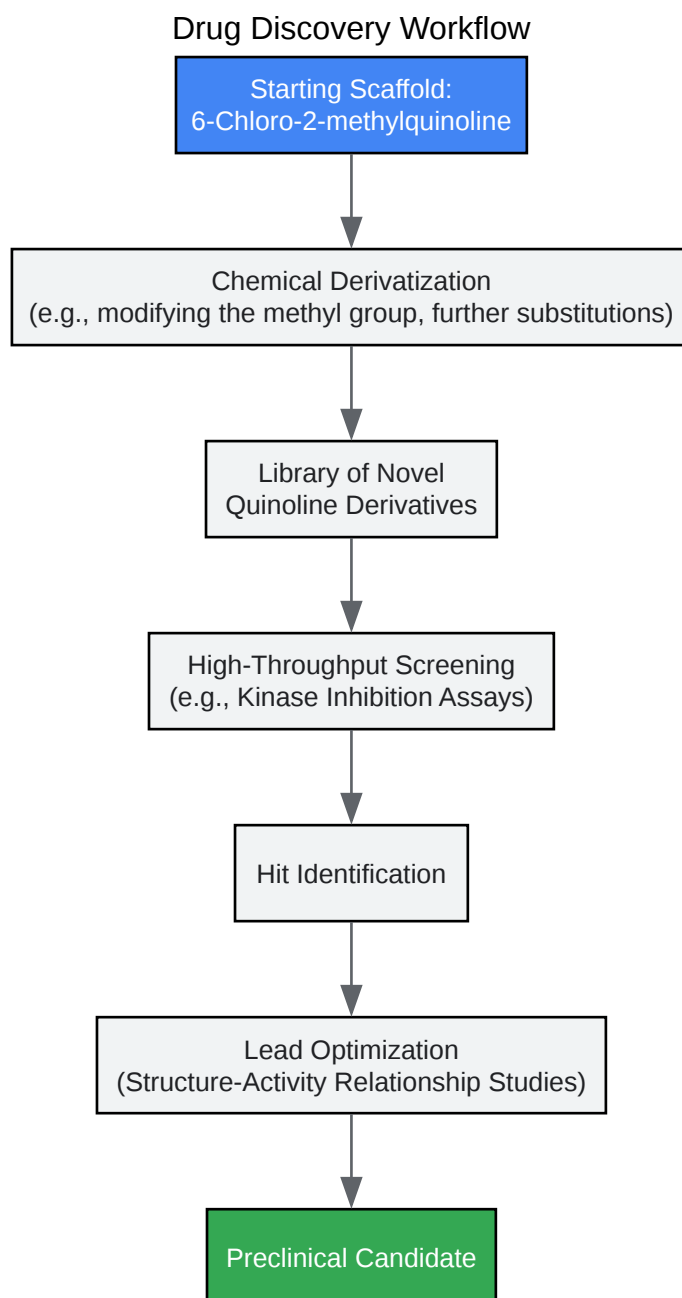 Drug Discovery Workflow
Starting Scaffold:
6-Chloro-2-methylquinoline
Chemical Derivatization
(e.g., modifying the methyl group, further substitutions)
Library of Novel
Quinoline Derivatives
High-Throughput Screening
(e.g., Kinase Inhibition Assays)
Hit Identification
Lead Optimization
(Structure-Activity Relationship Studies)
Preclinical Candidate